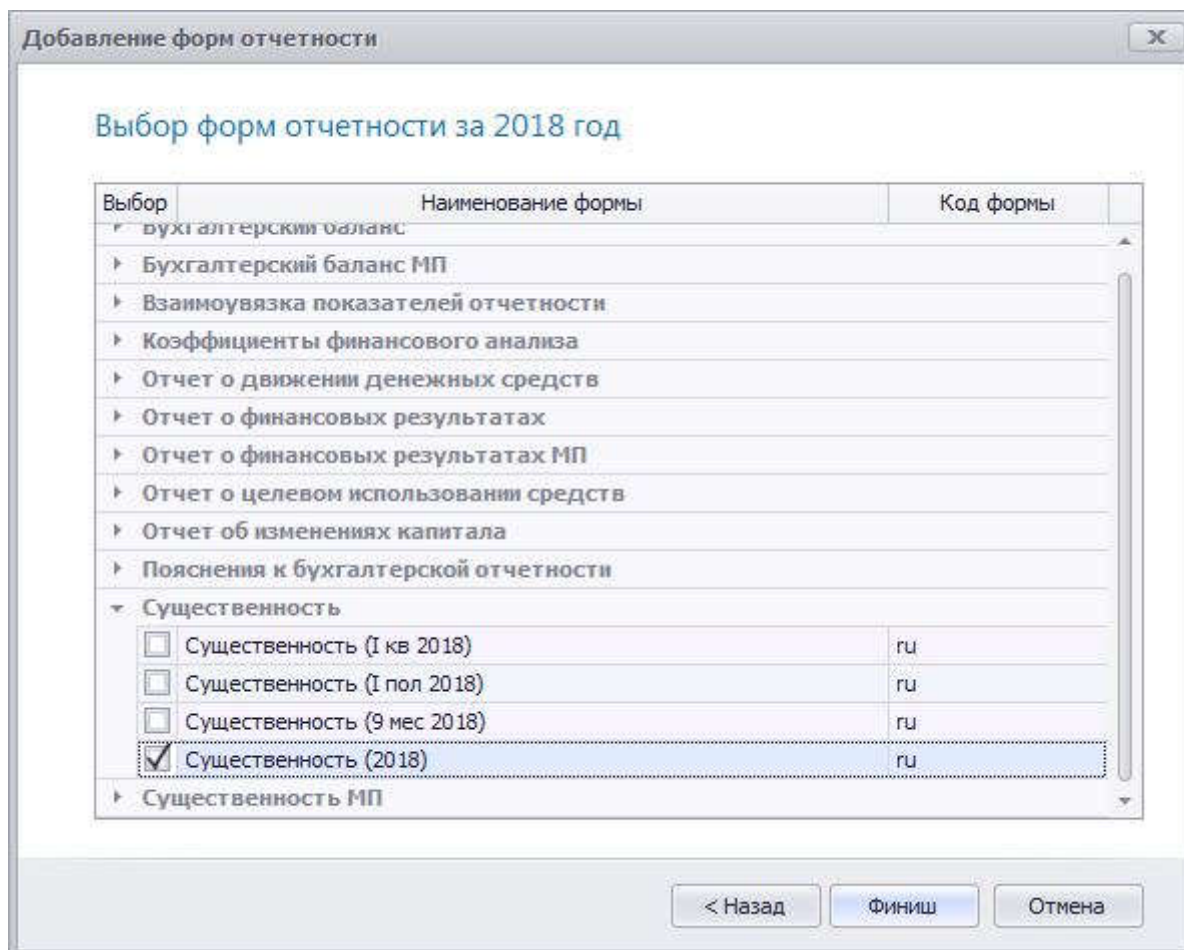 Добавление форм отчетности
Выбор форм отчетности за 2018 год
Выбор Наименование формы Код формы
Бухгалтерский баланс
Бухгалтерский баланс МП
Взаимоувязка показателей отчетности
Коэффициенты финансового анализа
Отчет о движении денежных средств
Отчет о финансовых результатах
Отчет о финансовых результатах МП
Отчет о целевом использовании средств
Отчет об изменениях капитала
Пояснения к бухгалтерской отчетности
Существенность
Существенность (I кв 2018) ru
Существенность (I пол 2018) ru
Существенность (9 мес 2018) ru
Существенность (2018) ru
Существенность МП
< Назад Финиш Отмена